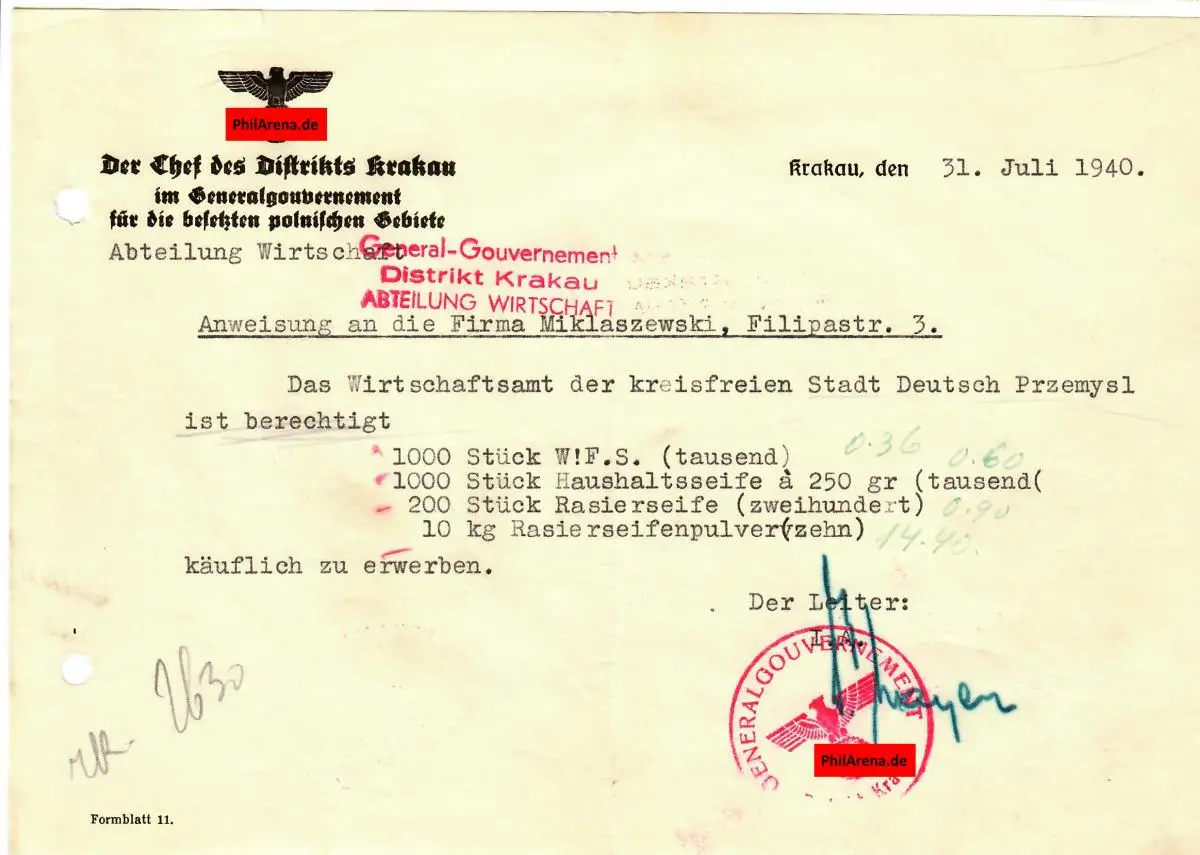 PhilArena.de
Der Chef des Distrikts Krakau
im Generalgouvernement
für die besetzten polnischen Gebiete
Abteilung Wirtschaft
Krakau, den 31. Juli 1940.
General-Gouvernement
Distrikt Krakau
ABTEILUNG WIRTSCHAFT
Anweisung an die Firma Miklaszewski, Filipastr. 3.
Das Wirtschaftsamt der kreisfreien Stadt Deutsch Przemysl
ist berechtigt
1000 Stück W!F.S. (tausend) 0.36 0.60
1000 Stück Haushaltsseife à 250 gr (tausend(
200 Stück Rasierseife (zweihundert) 0.90
10 kg Rasierseifenpulver(zehn) 14.40.
käuflich zu erwerben.
Der Leiter:
I.A.
GENERALGOUVERNEMENT
PhilArena.de
2630
Formblatt 11.